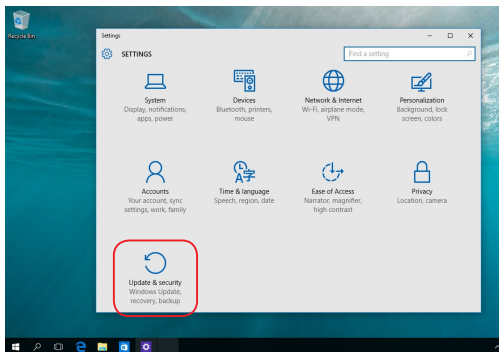 Recycle Bin
Settings
SETTINGS
Find a setting
System
Display, notifications,
apps, power
Devices
Bluetooth, printers,
mouse
Network & Internet
Wi-Fi, airplane mode,
VPN
Personalization
Background, lock
screen, colors
Accounts
Your account, sync
settings, work, family
Time & language
Speech, region, date
Ease of Access
Narrator, magnifier,
high contrast
Privacy
Location, camera
Update & security
Windows Update,
recovery, backup